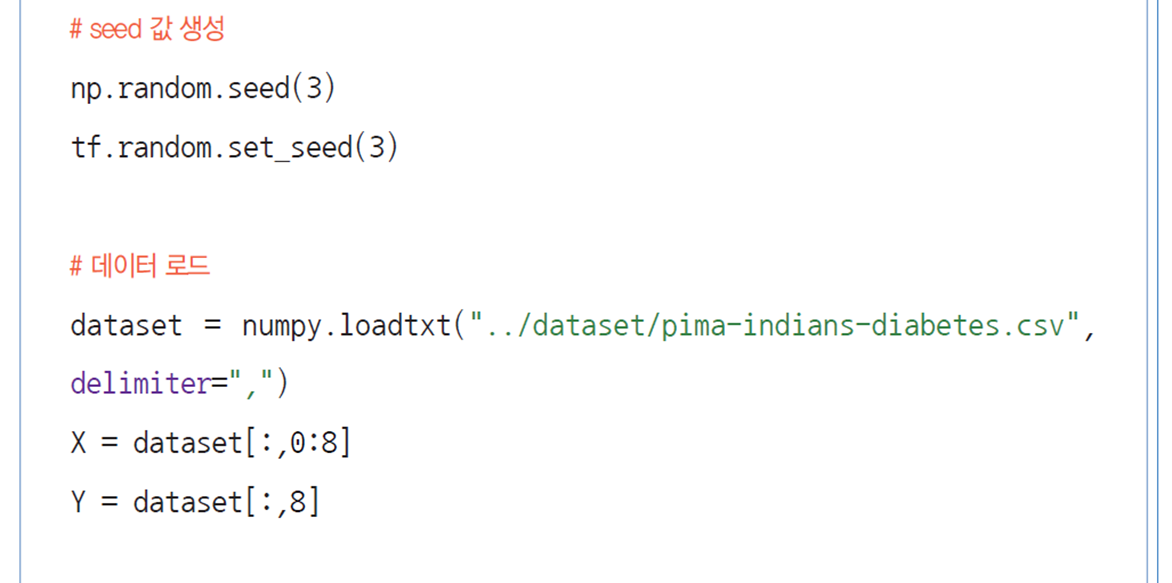 # seed 값 생성
np.random.seed(3)
tf.random.set_seed(3)
# 데이터 로드
dataset = numpy.loadtxt("../dataset/pima-indians-diabetes.csv",
delimiter=",")
X = dataset[:,0:8]
Y = dataset[:,8]